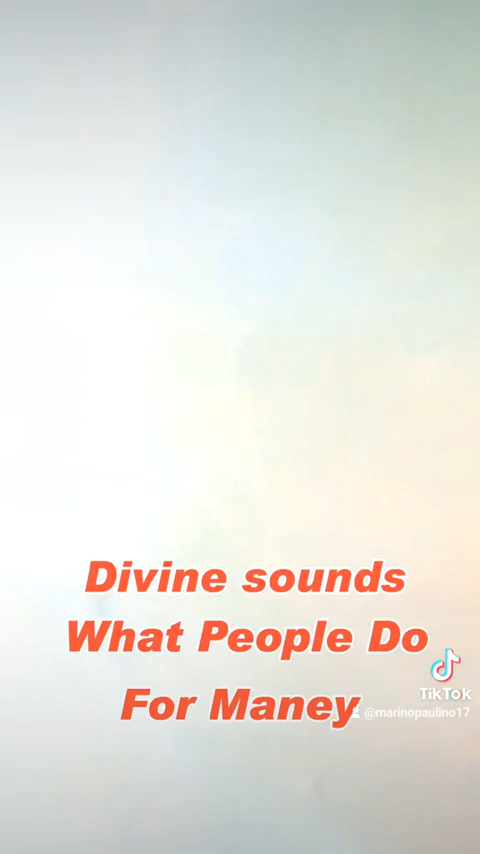 Divine sounds
What People Do
For Maney
TikTok
@marinopaulino17